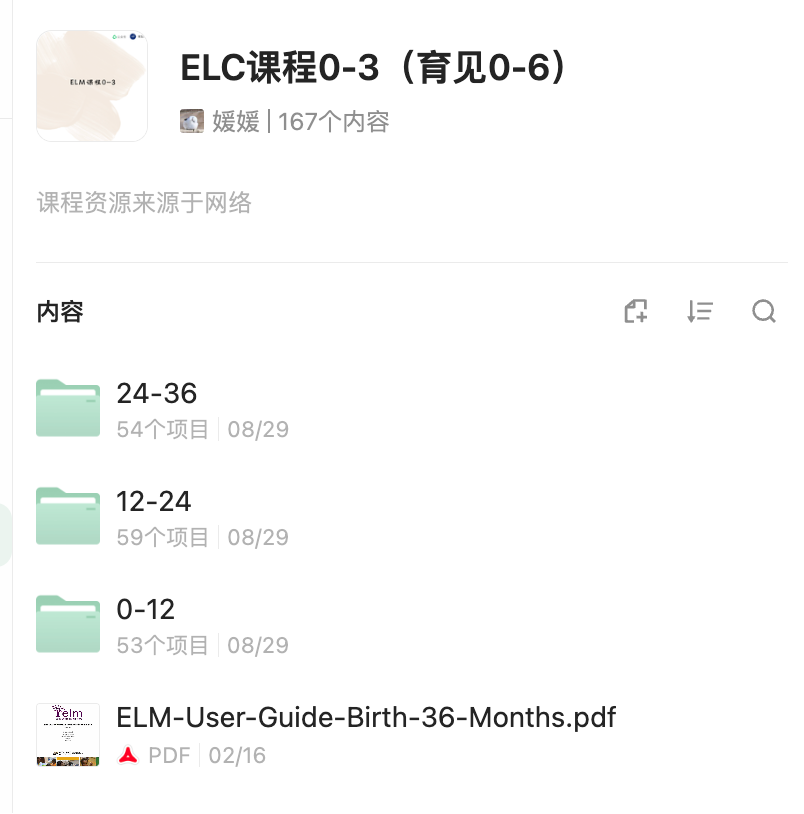 ELM课程0-3
ELC课程0-3（育见0-6）
媛媛 | 167个内容
课程资源来源于网络
内容
24-36
54个项目 | 08/29
12-24
59个项目 | 08/29
0-12
53个项目 | 08/29
elm
ELM-User-Guide-Birth-36-Months.pdf
PDF | 02/16